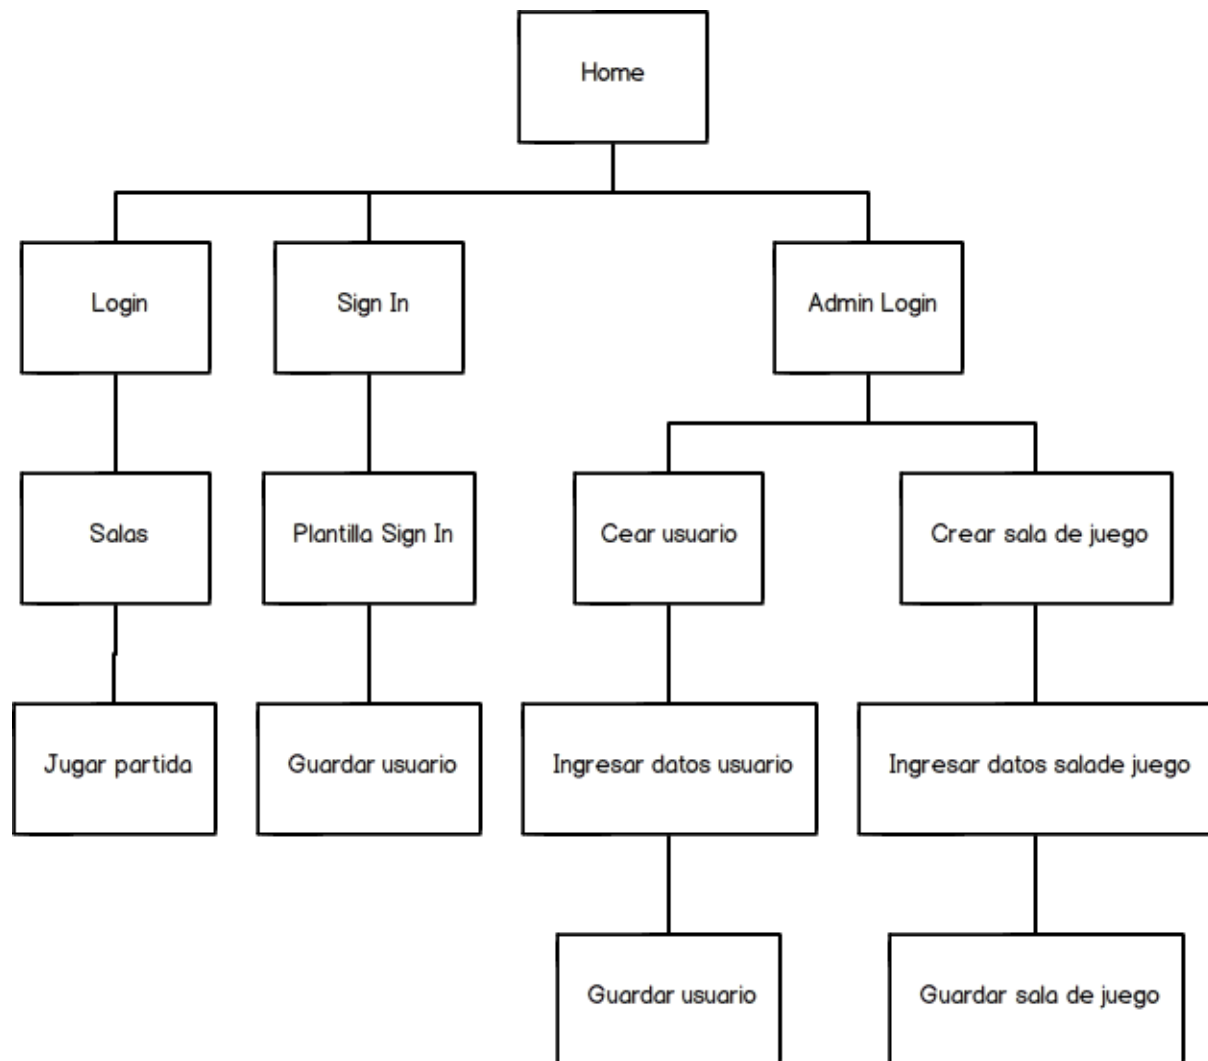 Home
Login
Sign In
Admin Login
Salas
Plantilla Sign In
Cear usuario
Crear sala de juego
Jugar partida
Guardar usuario
Ingresar datos usuario
Ingresar datos salade juego
Guardar usuario
Guardar sala de juego